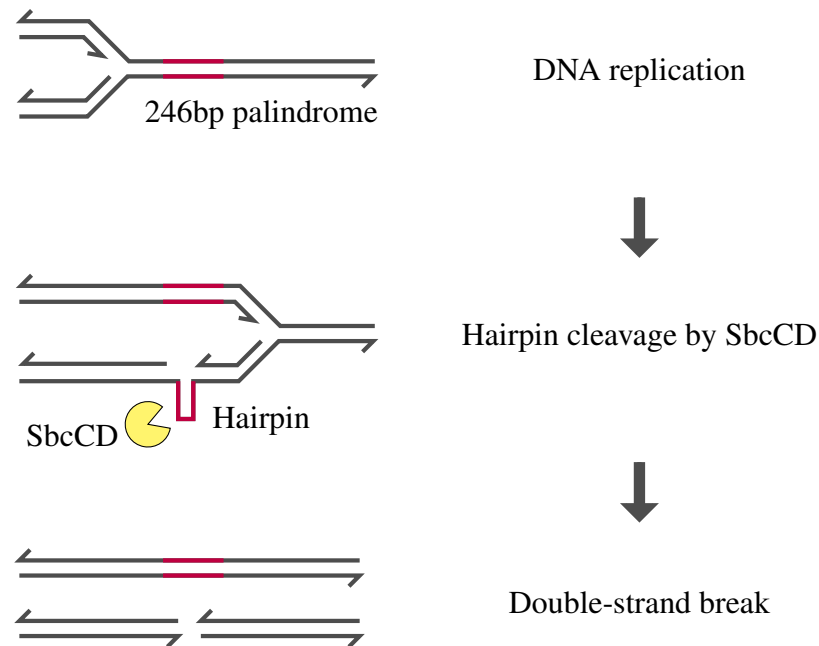 DNA replication
246bp palindrome
Hairpin cleavage by SbcCD
Hairpin
SbcCD
Double-strand break